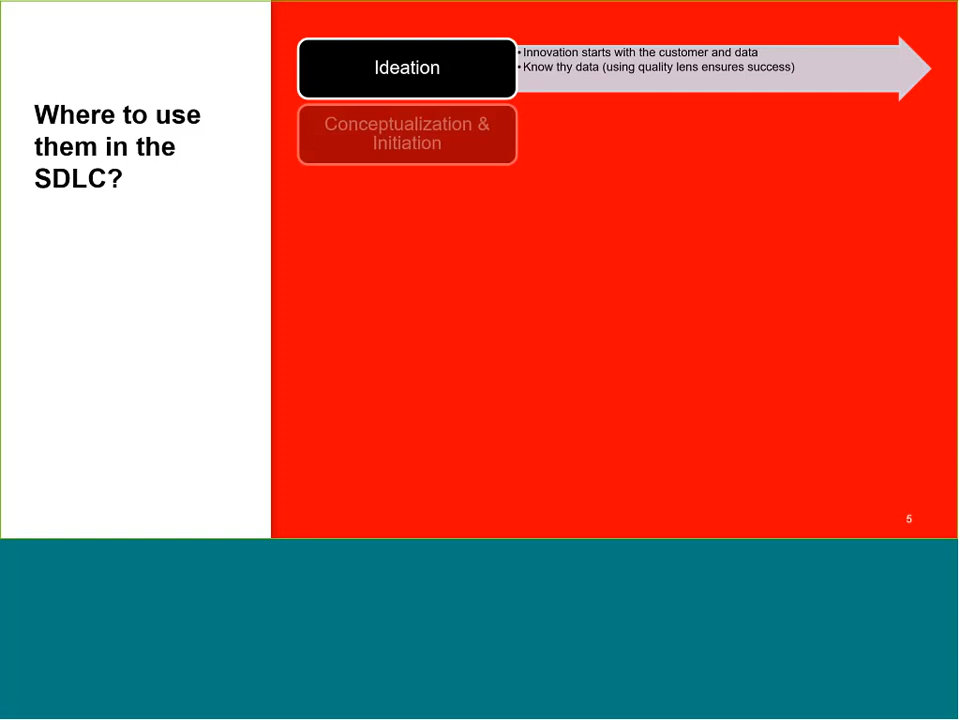 Where to use
them in the
SDLC?
Ideation
•Innovation starts with the customer and data
•Know thy data (using quality lens ensures success)
Conceptualization &
Initiation
5